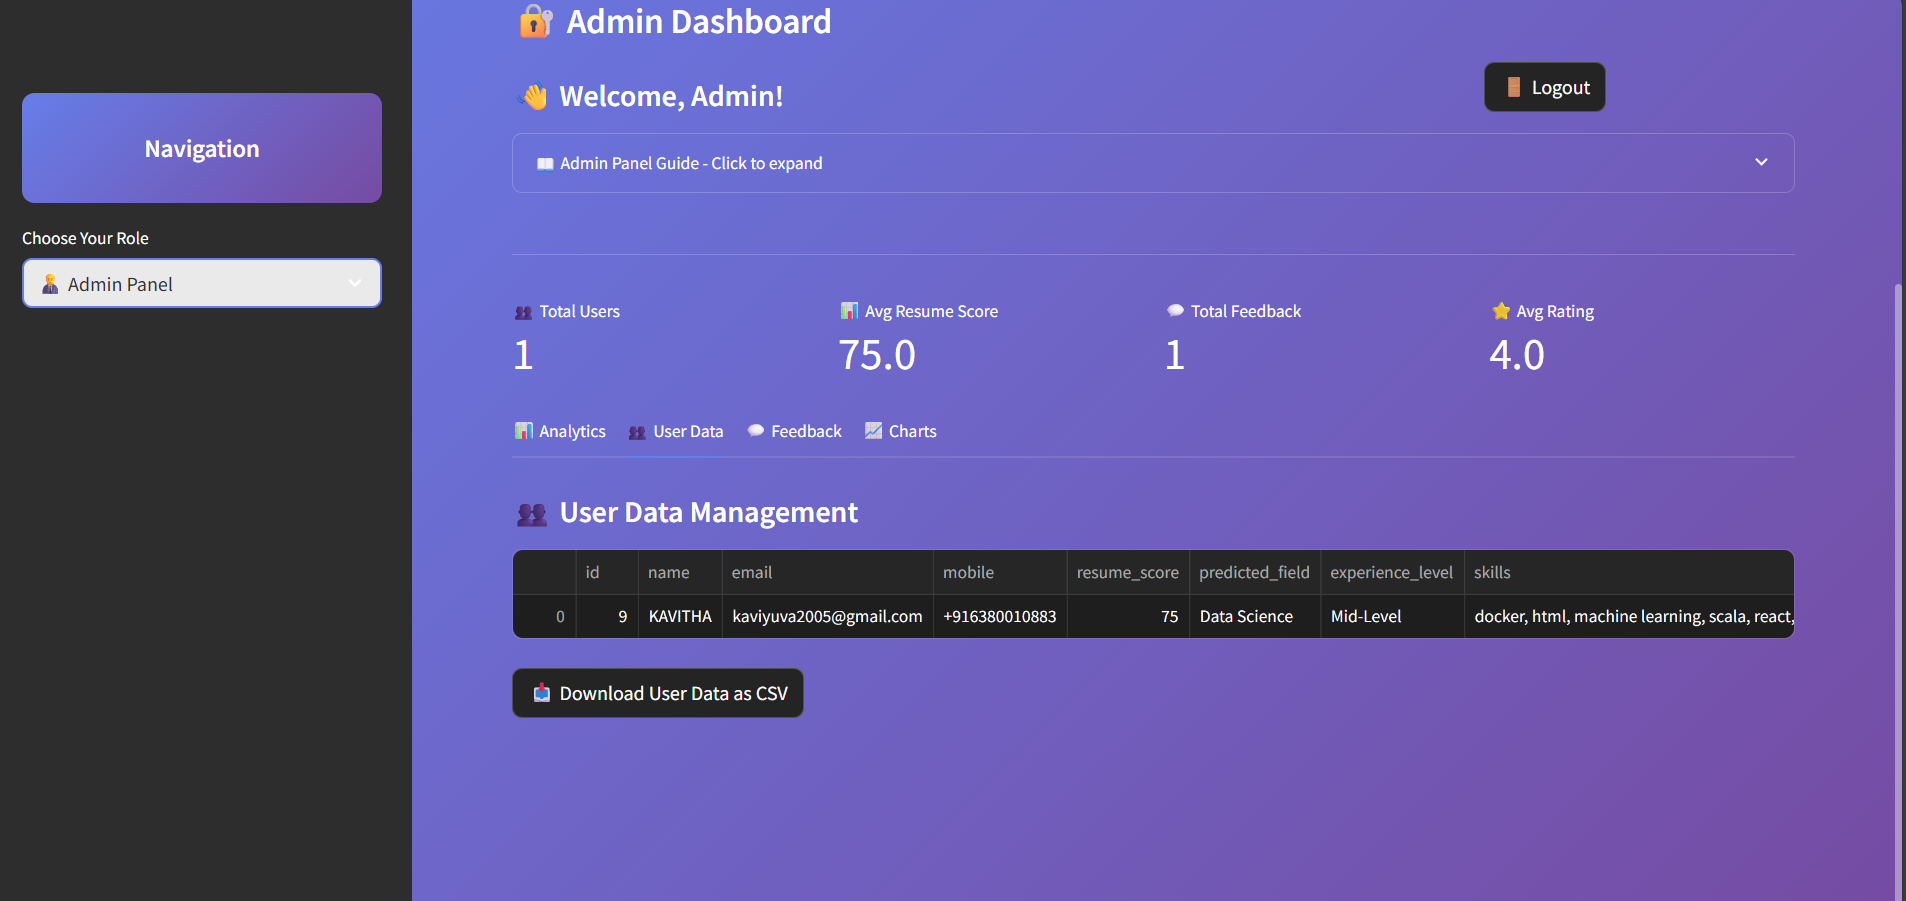 Admin Dashboard
Navigation
Welcome, Admin!
Logout
Admin Panel Guide - Click to expand
Choose Your Role
Admin Panel
Total Users
Avg Resume Score
Total Feedback
Avg Rating
1
75.0
1
4.0
Analytics
User Data
Feedback
Charts
User Data Management
id name email mobile resume_score predicted_field experience_level skills
0 9 KAVITHA kaviyuva2005@gmail.com +916380010883 75 Data Science Mid-Level docker, html, machine learning, scala, react,
Download User Data as CSV